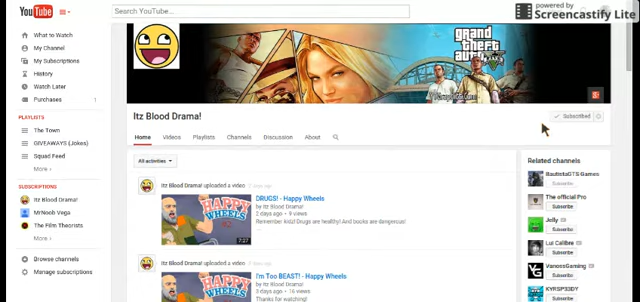 YouTube
Search YouTube...
powered by
Screencastify Lite
What to Watch
My Channel
My Subscriptions
History
Watch Later
Purchases 1
PLAYLISTS
The Town
GIVEAWAYS (Jokes)
Squad Feed
More ›
SUBSCRIPTIONS
Itz Blood Drama!
MrNoob Vega
The Film Theorists
More ›
Browse channels
Manage subscriptions
grand
theft
auto
V
Itz Blood Drama!
Subscribed
Home Videos Playlists Channels Discussion About
All activities
Itz Blood Drama! uploaded a video
HAPPY
WHEELS
7:37
DRUGS! - Happy Wheels
by Itz Blood Drama!
2 days ago • 9 views
Remember kids! Drugs are healthy! And books are dangerous!
Itz Blood Drama! uploaded a video
HAPPY
WHEELS
I'm Too BEAST! - Happy Wheels
by Itz Blood Drama!
3 days ago • 16 views
Thanks for watching!
Related channels
BautistaGTS Games
Subscribe
The official Pro
Subscribe
Jelly
Subscribe
Lui Calibre
Subscribe
VanossGaming
Subscribe
KYRSP33DY
Subscribe